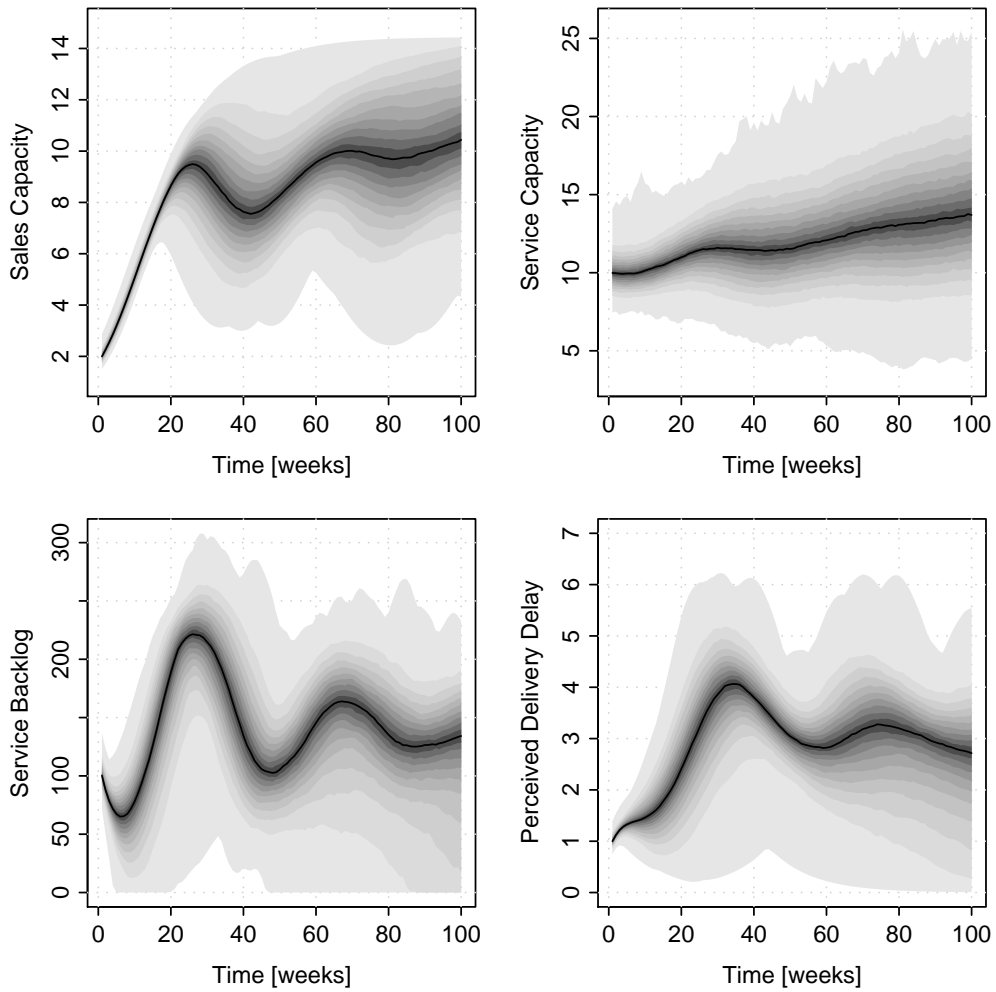 Sales Capacity
2 4 6 8 10 12 14
0 20 40 60 80 100
Time [weeks]
Service Capacity
5 10 15 20 25
0 20 40 60 80 100
Time [weeks]
Service Backlog
0 50 100 200 300
0 20 40 60 80 100
Time [weeks]
Perceived Delivery Delay
0 1 2 3 4 5 6 7
0 20 40 60 80 100
Time [weeks]